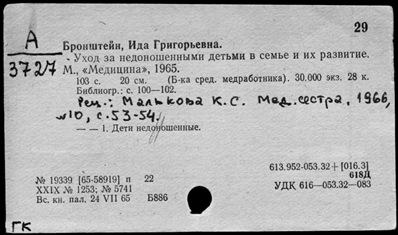 29
А
3727
Бронштейн, Ида Григорьевна.
Уход за недоношенными детьми в семье и их развитие.
М., «Медицина», 1965.
103 с. 20 см. (Б-ка сред. медработника). 30.000 экз. 28 к.
Библиогр.: с. 100—102.
Рец.: Малькова К.С. Мед. сестра, 1966,
№10, с. 53-54.
— — 1. Дети недоношенные.
613.952-053.32+[016.3]
618Д
№ 19339 [65-58919] п 22
XXIX № 1253; № 5741
УДК 616—053.32—083
Вс. кн. пал. 24 VII 65 Б886
ГК